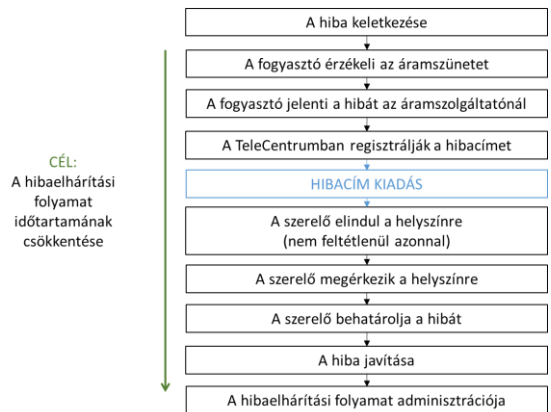 A hiba keletkezése
A fogyasztó érzékeli az áramszünetet
A fogyasztó jelenti a hibát az áramszolgáltatónál
A TeleCentrumban regisztrálják a hibacímet
HIBACÍM KIADÁS
A szerelő elindul a helyszínre
(nem feltétlenül azonnal)
A szerelő megérkezik a helyszínre
A szerelő behatárolja a hibát
A hiba javítása
A hibaelhárítási folyamat adminisztrációja
CÉL:
A hibaelhárítási
folyamat
időtartamának
csökkentése